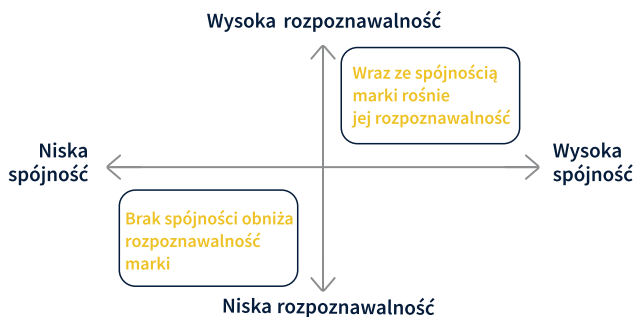 Wysoka rozpoznawalność
Wraz ze spójnością
marki rośnie
jej rozpoznawalność
Niska
spójność
Wysoka
spójność
Brak spójności obniża
rozpoznawalność
marki
Niska rozpoznawalność